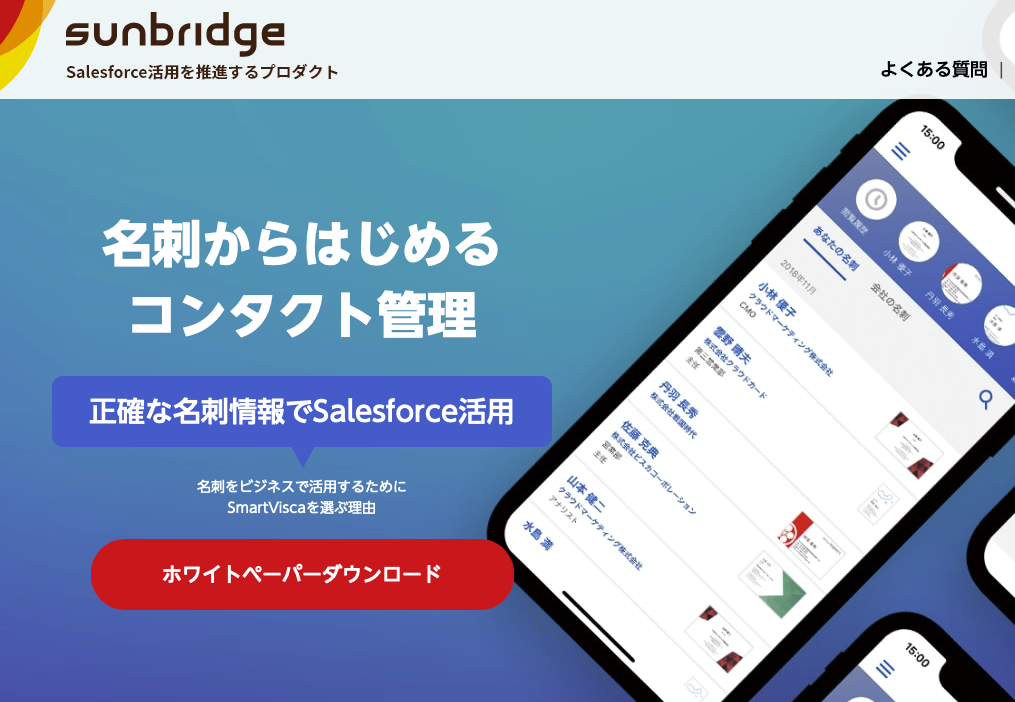 sunbridge
Salesforce活用を推進するプロダクト
よくある質問 |
名刺からはじめる
コンタクト管理
正確な名刺情報でSalesforce活用
名刺をビジネスで活用するために
SmartViscaを選ぶ理由
ホワイトペーパーダウンロード
15:00
閲覧履歴
小林 優子
丹羽 長秀
水島 満
あなたの名刺
会社の名刺
2018年11月
小林 優子
クラウドマーケティング株式会社
CMO
雲野 晴夫
株式会社クラウドカード
第三営業部
主任
丹羽 長秀
株式会社戦国時代
佐藤 克典
株式会社ビスカコーポレーション
営業部
主任
山本 健二
クラウドマーケティング株式会社
アナリスト
水島 満
15:00